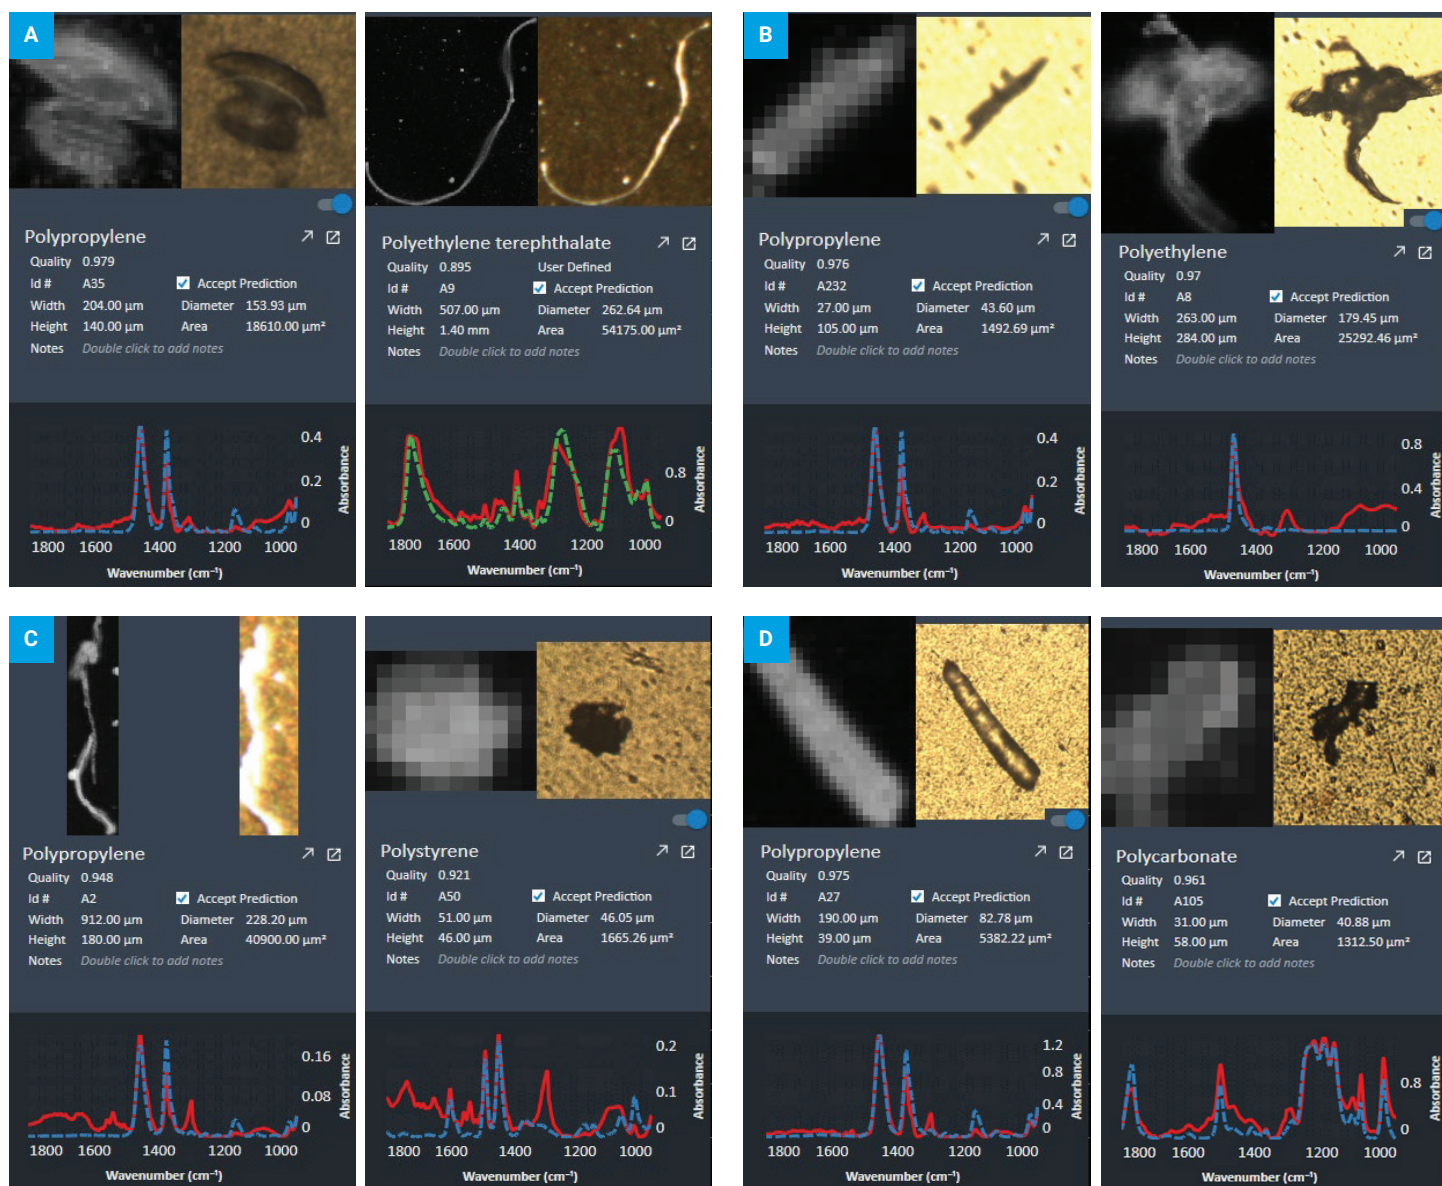 A
Polypropylene
Quality 0.979
Id # A35 Accept Prediction
Width 204.00 µm Diameter 153.93 µm
Height 140.00 µm Area 18610.00 µm²
Notes Double click to add notes
0.4
0.2
0
Absorbance
1800 1600 1400 1200 1000
Wavenumber (cm⁻¹)
Polyethylene terephthalate
Quality 0.895 User Defined
Id # A9 Accept Prediction
Width 507.00 µm Diameter 262.64 µm
Height 1.40 mm Area 54175.00 µm²
Notes Double click to add notes
0.8
0
Absorbance
1800 1600 1400 1200 1000
Wavenumber (cm⁻¹)
B
Polypropylene
Quality 0.976
Id # A232 Accept Prediction
Width 27.00 µm Diameter 43.60 µm
Height 105.00 µm Area 1492.69 µm²
Notes Double click to add notes
0.4
0.2
0
Absorbance
1800 1600 1400 1200 1000
Wavenumber (cm⁻¹)
Polyethylene
Quality 0.97
Id # A8 Accept Prediction
Width 263.00 µm Diameter 179.45 µm
Height 284.00 µm Area 25292.46 µm²
Notes Double click to add notes
0.8
0.4
0
Absorbance
1800 1600 1400 1200 1000
Wavenumber (cm⁻¹)
C
Polypropylene
Quality 0.948
Id # A2 Accept Prediction
Width 912.00 µm Diameter 228.20 µm
Height 180.00 µm Area 40900.00 µm²
Notes Double click to add notes
0.16
0.08
0
Absorbance
1800 1600 1400 1200 1000
Wavenumber (cm⁻¹)
Polystyrene
Quality 0.921
Id # A50 Accept Prediction
Width 51.00 µm Diameter 46.05 µm
Height 46.00 µm Area 1665.26 µm²
Notes Double click to add notes
0.2
0.1
0
Absorbance
1800 1600 1400 1200 1000
Wavenumber (cm⁻¹)
D
Polypropylene
Quality 0.975
Id # A27 Accept Prediction
Width 190.00 µm Diameter 82.78 µm
Height 39.00 µm Area 5382.22 µm²
Notes Double click to add notes
1.2
0.8
0.4
0
Absorbance
1800 1600 1400 1200 1000
Wavenumber (cm⁻¹)
Polycarbonate
Quality 0.961
Id # A105 Accept Prediction
Width 31.00 µm Diameter 40.88 µm
Height 58.00 µm Area 1312.50 µm²
Notes Double click to add notes
0.8
0
Absorbance
1800 1600 1400 1200 1000
Wavenumber (cm⁻¹)